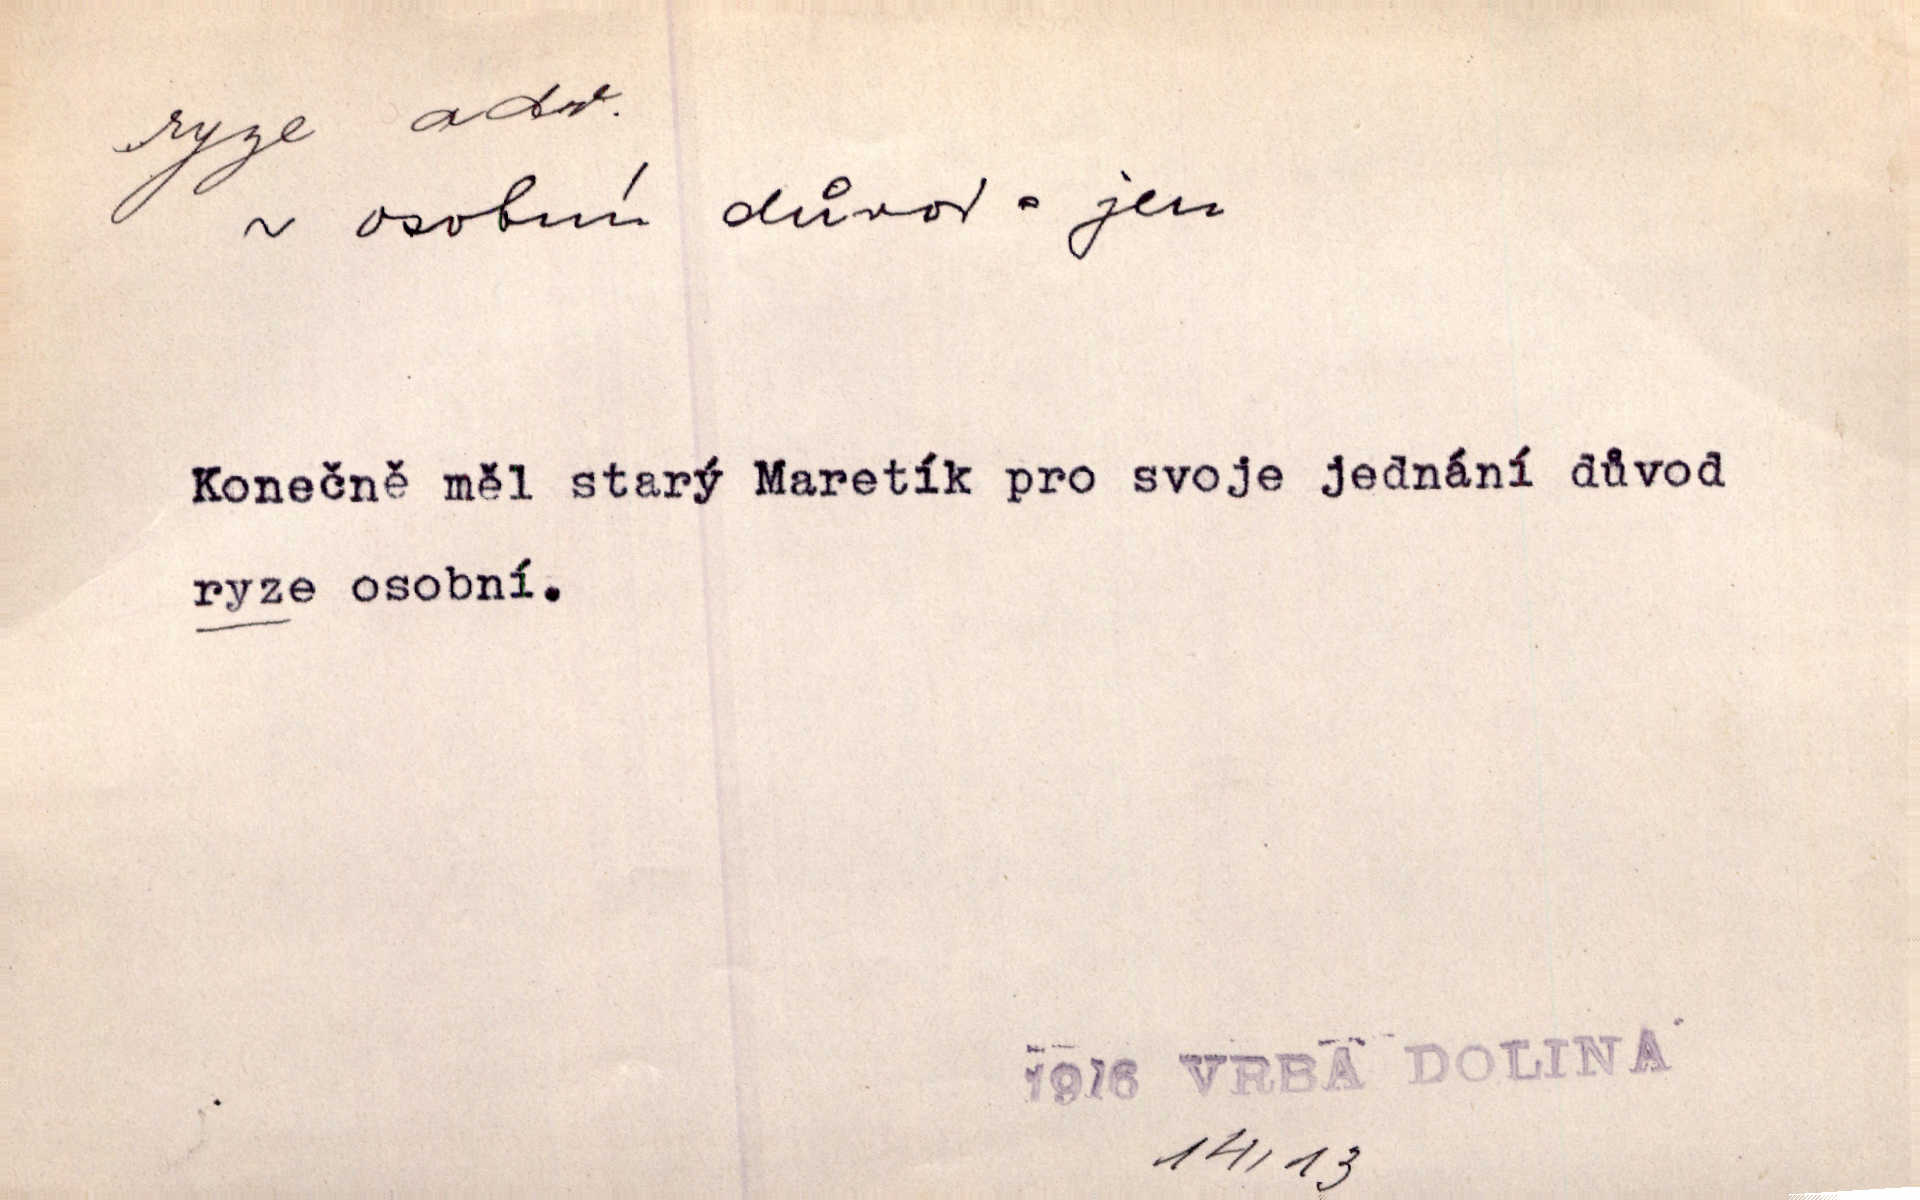 ryze adv.
~ osobní důvod = jen
Konečně měl starý Maretík pro svoje jednání důvod
ryze osobní.
1916 VRBA DOLINA
14, 13